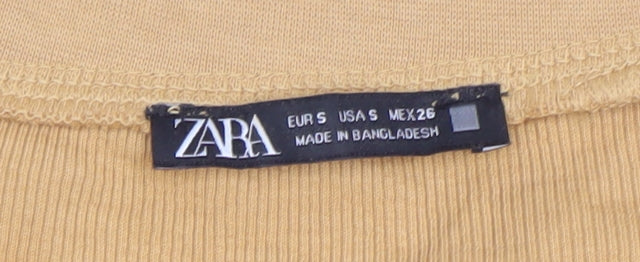 ZARA
EUR S USA S MEX 26
MADE IN BANGLADESH